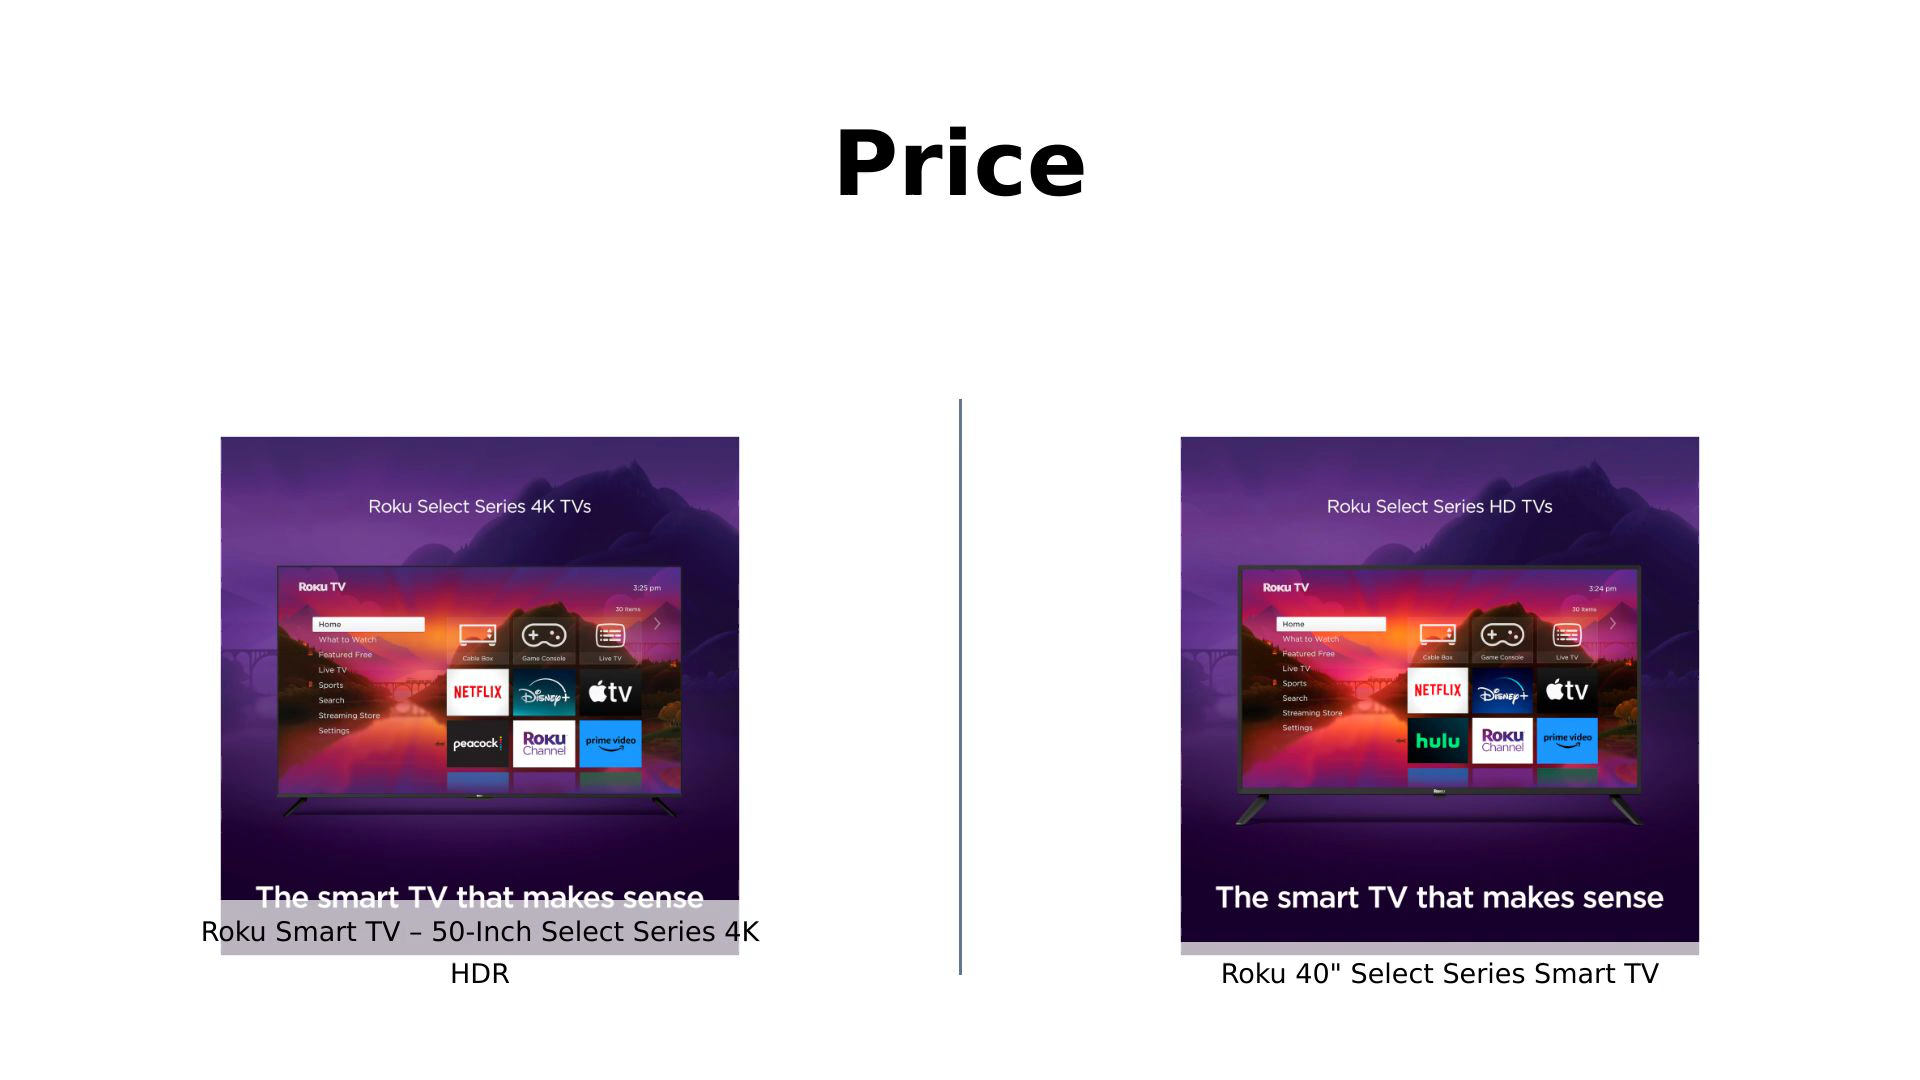 Price
Roku Select Series 4K TVs
Roku TV
3:25 pm
30 Items
Home
What to Watch
Featured Free
Live TV
Sports
Search
Streaming Store
Settings
Cable Box
Game Console
Live TV
NETFLIX
Disney+
tv
peacock
Roku Channel
prime video
The smart TV that makes sense
Roku Smart TV – 50-Inch Select Series 4K
HDR
Roku Select Series HD TVs
Roku TV
3:24 pm
30 Items
Home
What to Watch
Featured Free
Live TV
Sports
Search
Streaming Store
Settings
Cable Box
Game Console
Live TV
NETFLIX
Disney+
tv
hulu
Roku Channel
prime video
Roku
The smart TV that makes sense
Roku 40" Select Series Smart TV